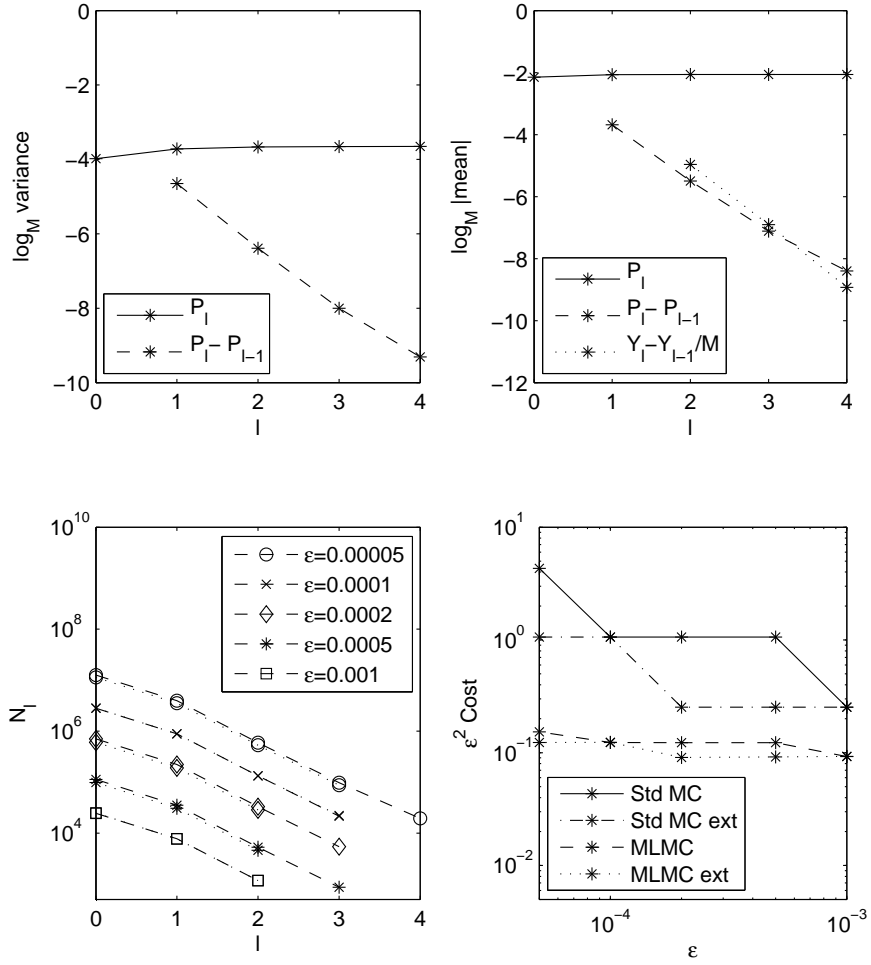 0
−2
−4
−6
−8
−10
0 1 2 3 4
l
log_M variance
P_l
P_l − P_{l−1}
0
−2
−4
−6
−8
−10
−12
0 1 2 3 4
l
log_M |mean|
P_l
P_l − P_{l−1}
Y_l − Y_{l−1}/M
10^10
10^8
10^6
10^4
0 1 2 3 4
l
N_l
ε=0.00005
ε=0.0001
ε=0.0002
ε=0.0005
ε=0.001
10^1
10^0
10^−1
10^−2
10^−4 10^−3
ε
ε^2 Cost
Std MC
Std MC ext
MLMC
MLMC ext